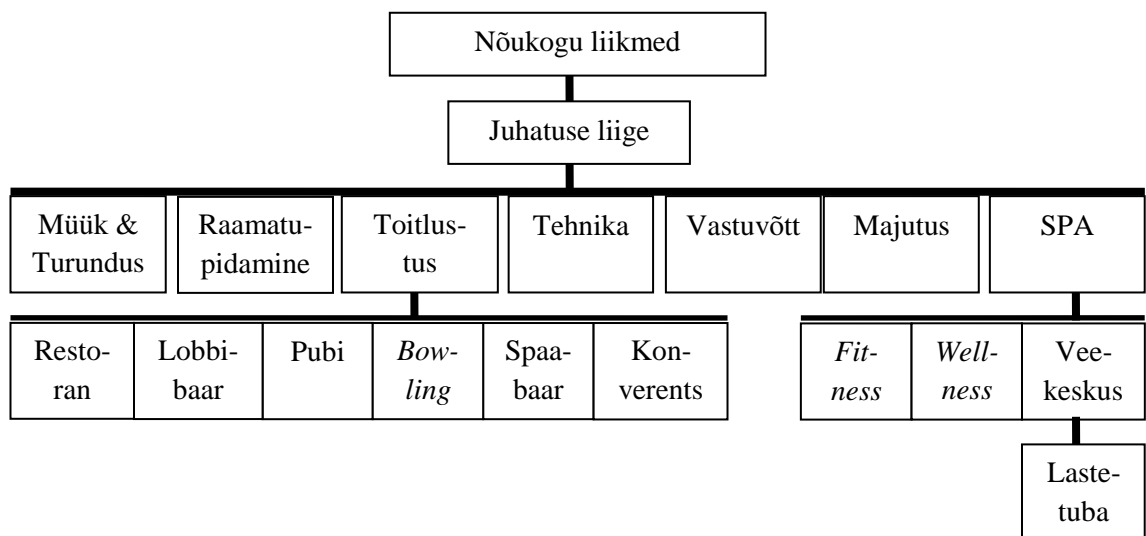 Nõukogu liikmed
Juhatuse liige
Müük &
Turundus
Raamatu-
pidamine
Toitlus-
tus
Tehnika
Vastuvõtt
Majutus
SPA
Resto-
ran
Lobbi-
baar
Pubi
Bow-
ling
Spaa-
baar
Kon-
verents
Fit-
ness
Well-
ness
Vee-
keskus
Laste-
tuba